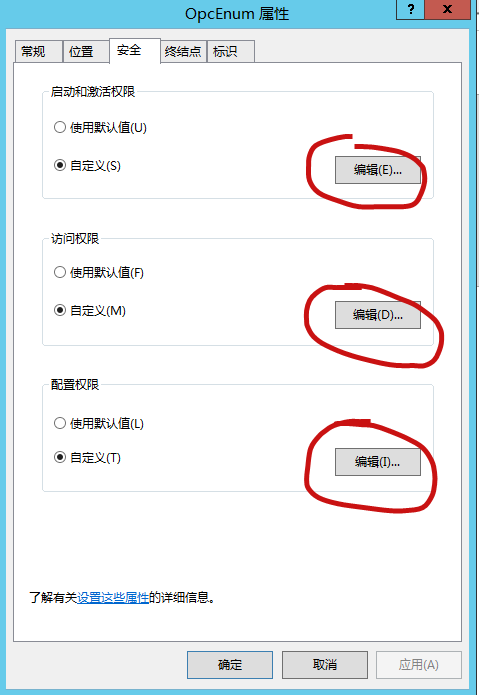 OpcEnum 属性
?
x
常规 位置 安全 终结点 标识
启动和激活权限
使用默认值(U)
自定义(S)
编辑(E)...
访问权限
使用默认值(F)
自定义(M)
编辑(D)...
配置权限
使用默认值(L)
自定义(T)
编辑(I)...
了解有关设置这些属性的详细信息。
确定 取消 应用(A)